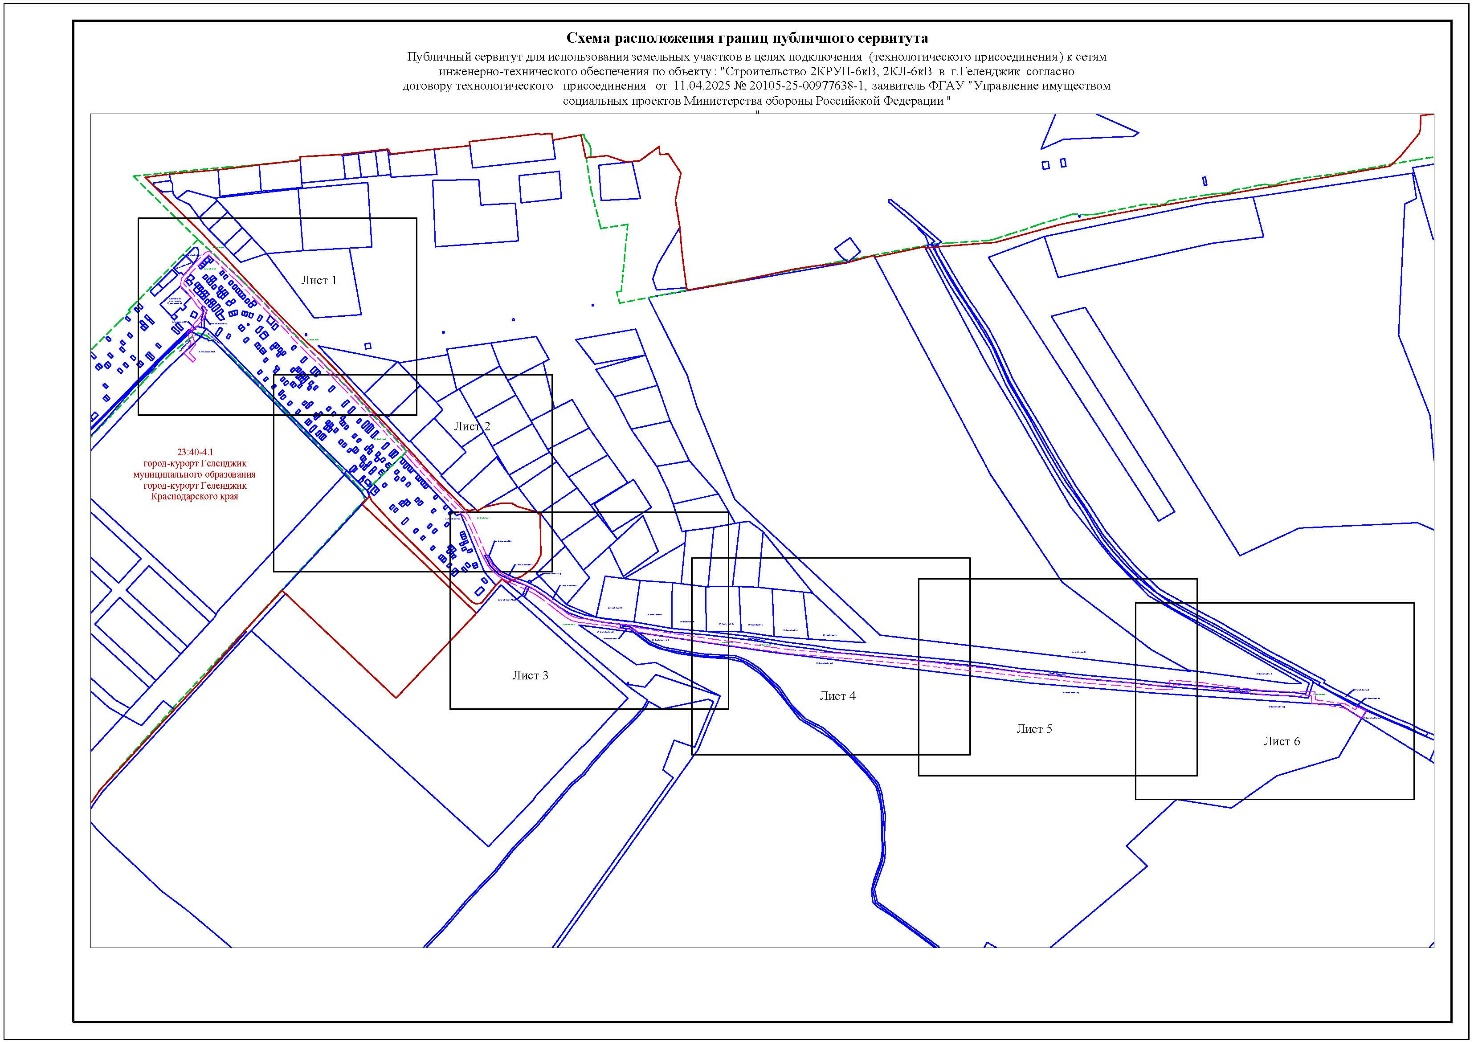 Схема расположения границ публичного сервитута
Публичный сервитут для использования земельных участков в целях подключения (технологического присоединения) к сетям
инженерно-технического обеспечения по объекту: "Строительство 2КРУП-6кВ, 2КЛ-6кВ в г.Геленджик согласно
договору технологического присоединения от 11.04.2025 № 20105-25-00977638-1, заявитель ФГАУ "Управление имуществом
социальных проектов Министерства обороны Российской Федерации "
"
Лист 1
Лист 2
23:40-4.1
город-курорт Геленджик
муниципального образования
город-курорт Геленджик
Краснодарского края
Лист 3
Лист 4
Лист 5
Лист 6